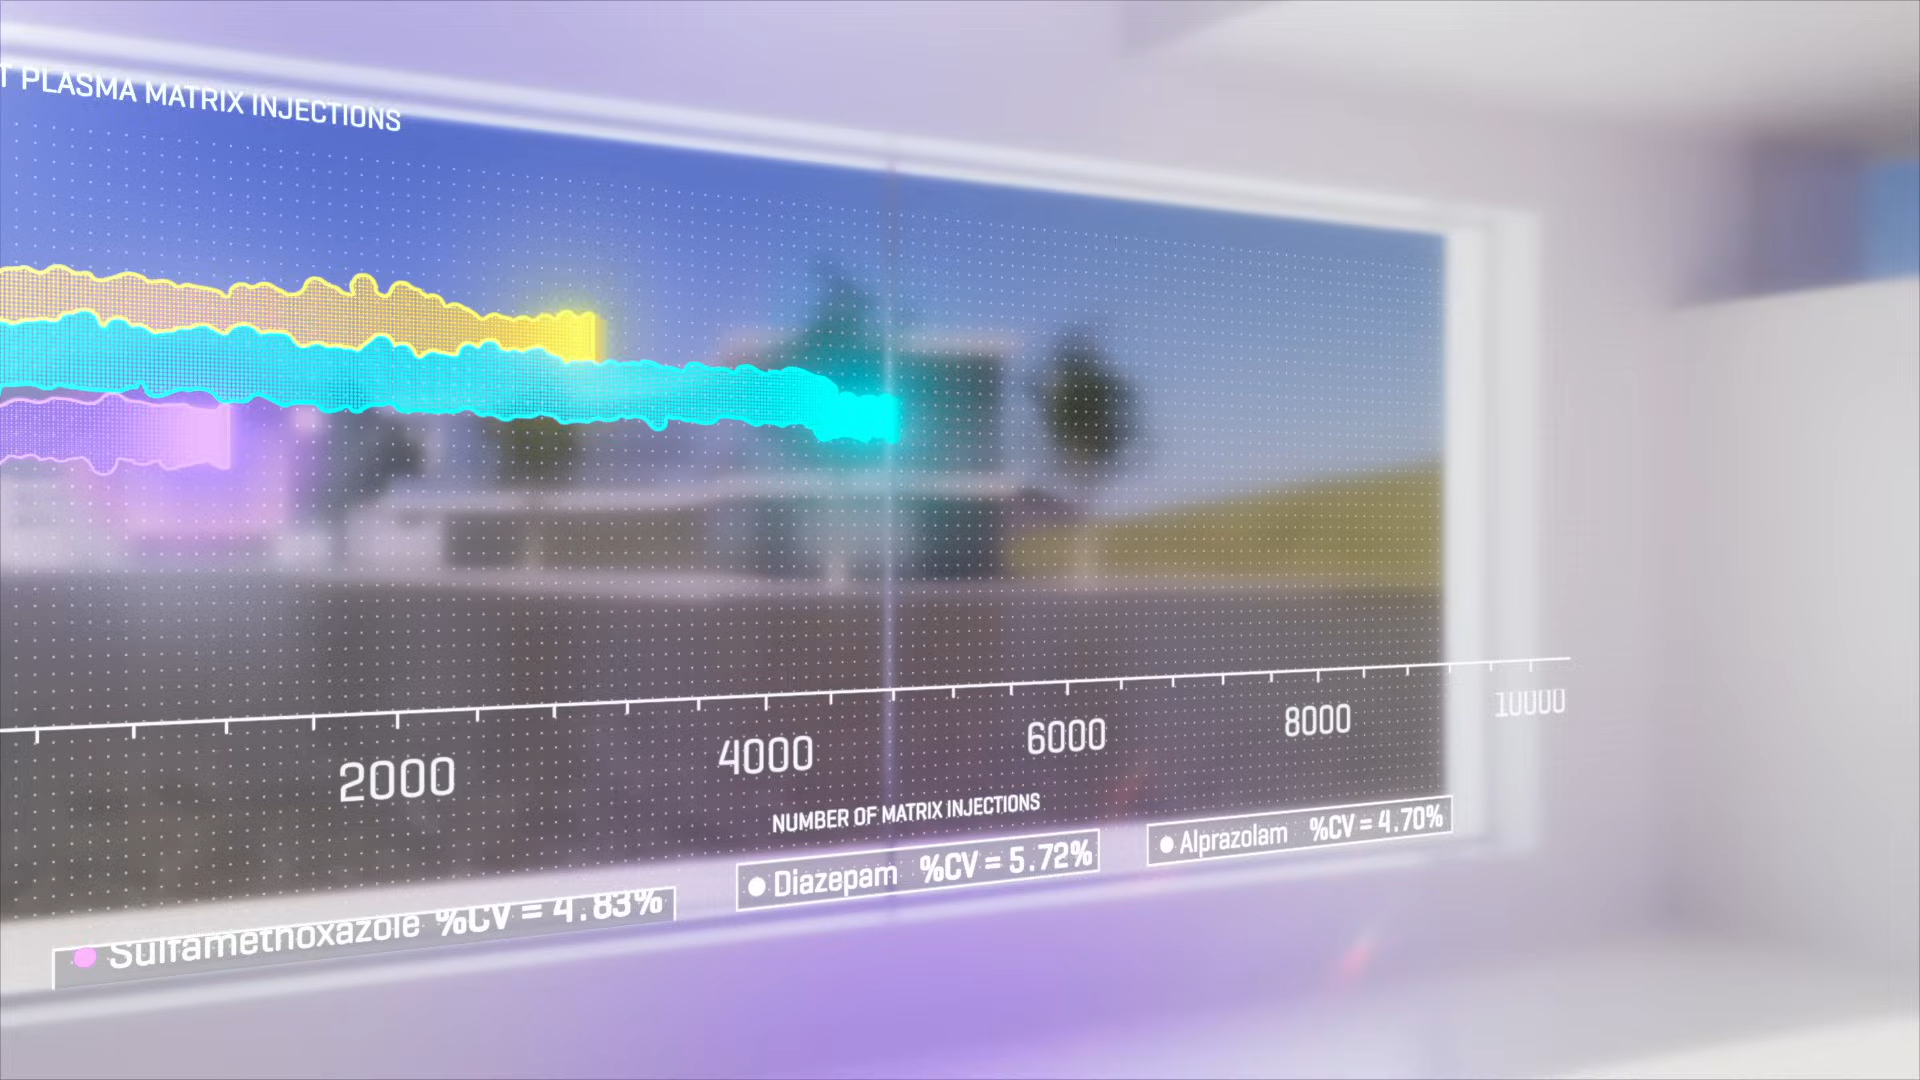 T PLASMA MATRIX INJECTIONS
2000
4000
6000
8000
10000
NUMBER OF MATRIX INJECTIONS
Sulfamethoxazole %CV = 4.83%
Diazepam %CV = 5.72%
Alprazolam %CV = 4.70%